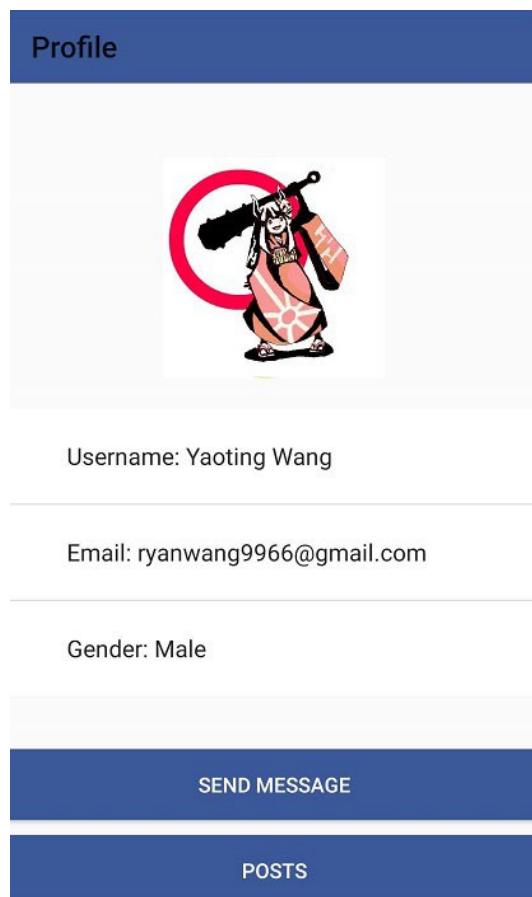 Profile
Username: Yaoting Wang
Email: ryanwang9966@gmail.com
Gender: Male
SEND MESSAGE
POSTS